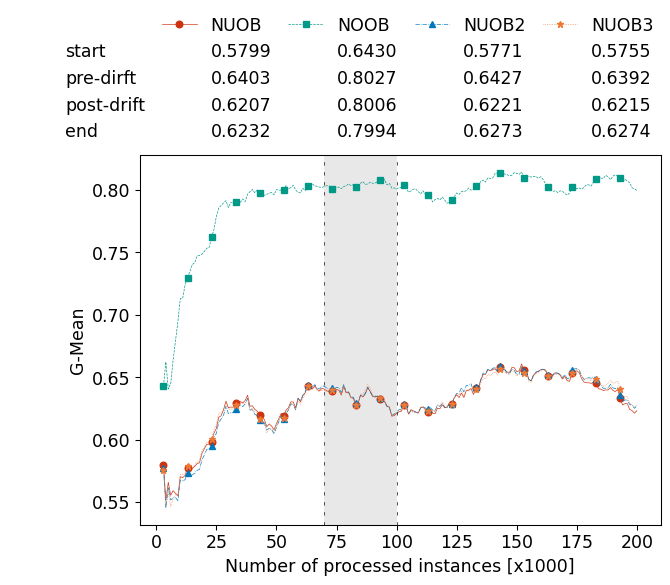 NUOB NOOB NUOB2 NUOB3
start 0.5799 0.6430 0.5771 0.5755
pre-dirft 0.6403 0.8027 0.6427 0.6392
post-drift 0.6207 0.8006 0.6221 0.6215
end 0.6232 0.7994 0.6273 0.6274
0.80
0.75
0.70
0.65
0.60
0.55
G-Mean
0 25 50 75 100 125 150 175 200
Number of processed instances [x1000]